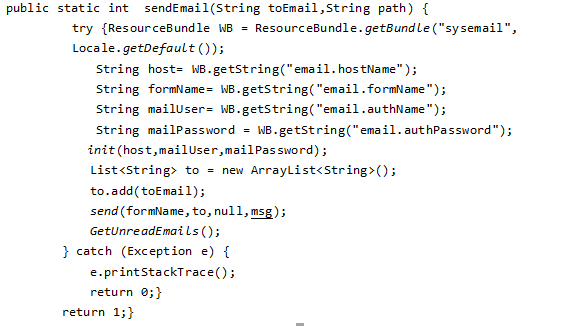 public static int  sendEmail(String toEmail,String path) {
try {ResourceBundle WB = ResourceBundle.getBundle("sysemail",
Locale.getDefault());
String host= WB.getString("email.hostName");
String formName= WB.getString("email.formName");
String mailUser= WB.getString("email.authName");
String mailPassword = WB.getString("email.authPassword");
init(host,mailUser,mailPassword);
List<String> to = new ArrayList<String>();
to.add(toEmail);
send(formName,to,null,msg);
GetUnreadEmails();
} catch (Exception e) {
e.printStackTrace();
return 0;}
return 1;}